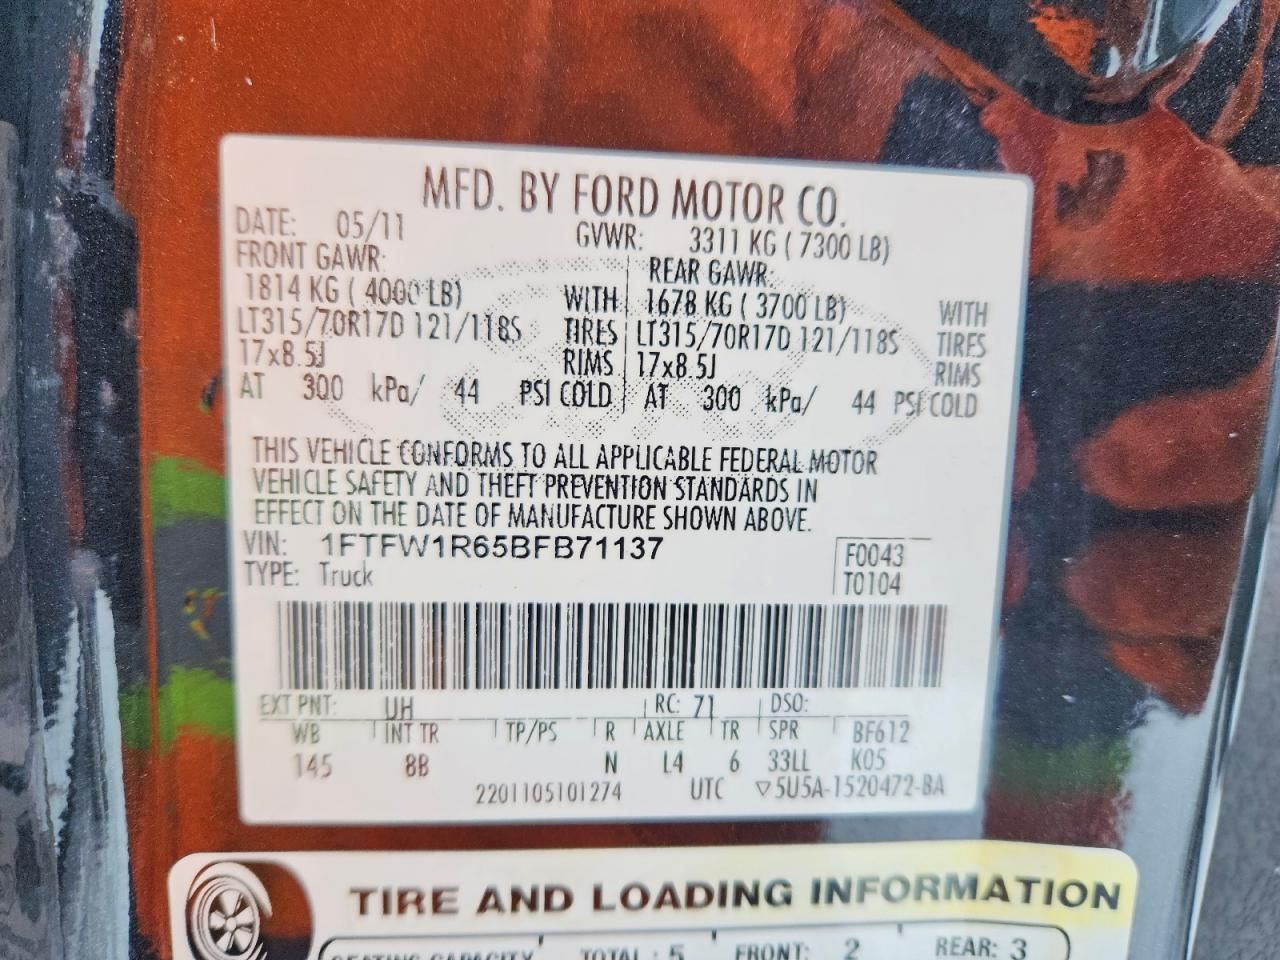 MFD. BY FORD MOTOR CO.
DATE: 05/11 GVWR: 3311 KG ( 7300 LB)
FRONT GAWR: REAR GAWR:
1814 KG ( 4000 LB) WITH 1678 KG ( 3700 LB) WITH
LT315/70R17D 121/118S TIRES LT315/70R17D 121/118S TIRES
17x8.5J RIMS 17x8.5J RIMS
AT 300 kPa/ 44 PSI COLD AT 300 kPa/ 44 PSI COLD
THIS VEHICLE CONFORMS TO ALL APPLICABLE FEDERAL MOTOR
VEHICLE SAFETY AND THEFT PREVENTION STANDARDS IN
EFFECT ON THE DATE OF MANUFACTURE SHOWN ABOVE.
VIN: 1FTFW1R65BFB71137 F0043
TYPE: Truck T0104
EXT PNT: UH RC: 71 DSO:
WB INT TR TP/PS R AXLE TR SPR BF612
145 8B N L4 6 33LL K05
2201105101274 UTC ▽5U5A-1520472-BA
TIRE AND LOADING INFORMATION
SEATING CAPACITY TOTAL : 5 FRONT: 2 REAR: 3